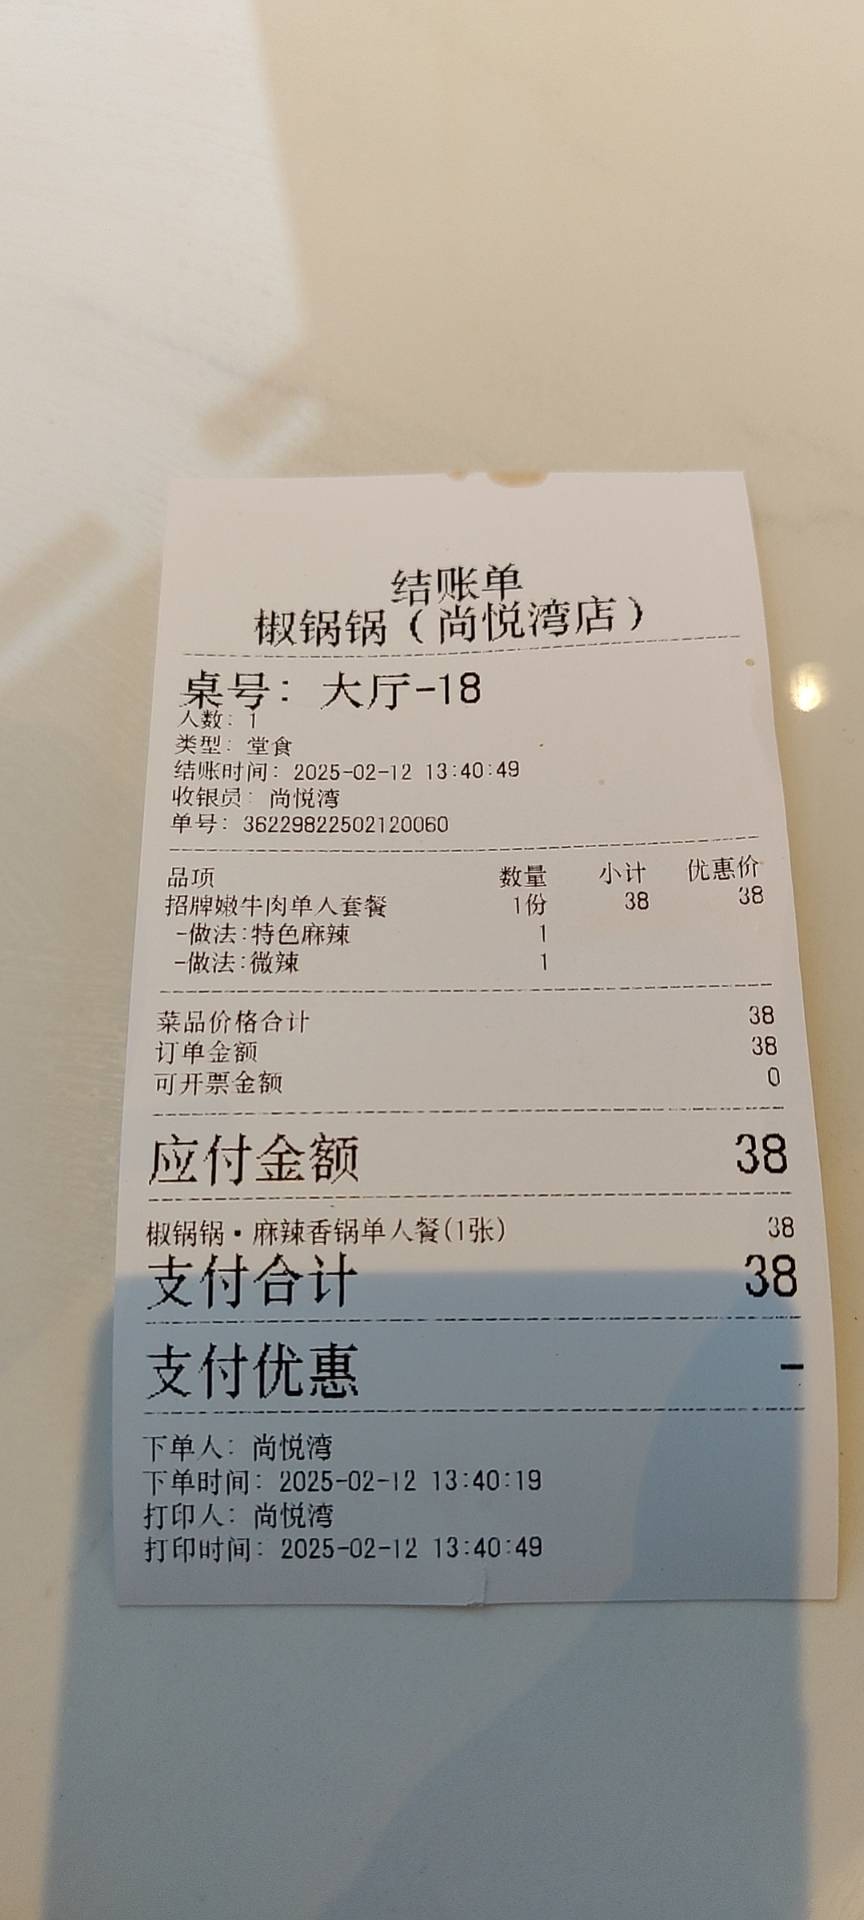 结账单
椒锅锅（尚悦湾店）
桌号：大厅-18
人数：1
类型：堂食
结账时间：2025-02-12 13:40:49
收银员：尚悦湾
单号：36229822502120060
品项 数量 小计 优惠价
招牌嫩牛肉单人套餐 1份 38 38
-做法:特色麻辣 1
-做法:微辣 1
菜品价格合计 38
订单金额 38
可开票金额 0
应付金额 38
椒锅锅·麻辣香锅单人餐(1张) 38
支付合计 38
支付优惠 -
下单人：尚悦湾
下单时间：2025-02-12 13:40:19
打印人：尚悦湾
打印时间：2025-02-12 13:40:49